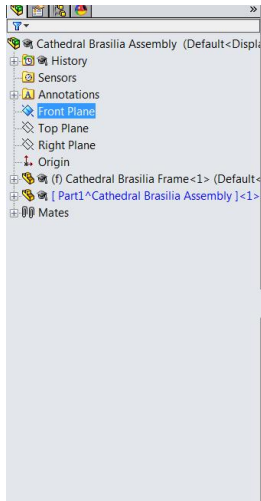 »
Cathedral Brasilia Assembly (Default<Displa
History
Sensors
A Annotations
Front Plane
Top Plane
Right Plane
Origin
(f) Cathedral Brasilia Frame<1> (Default<
[ Part1^Cathedral Brasilia Assembly ]<1>
Mates